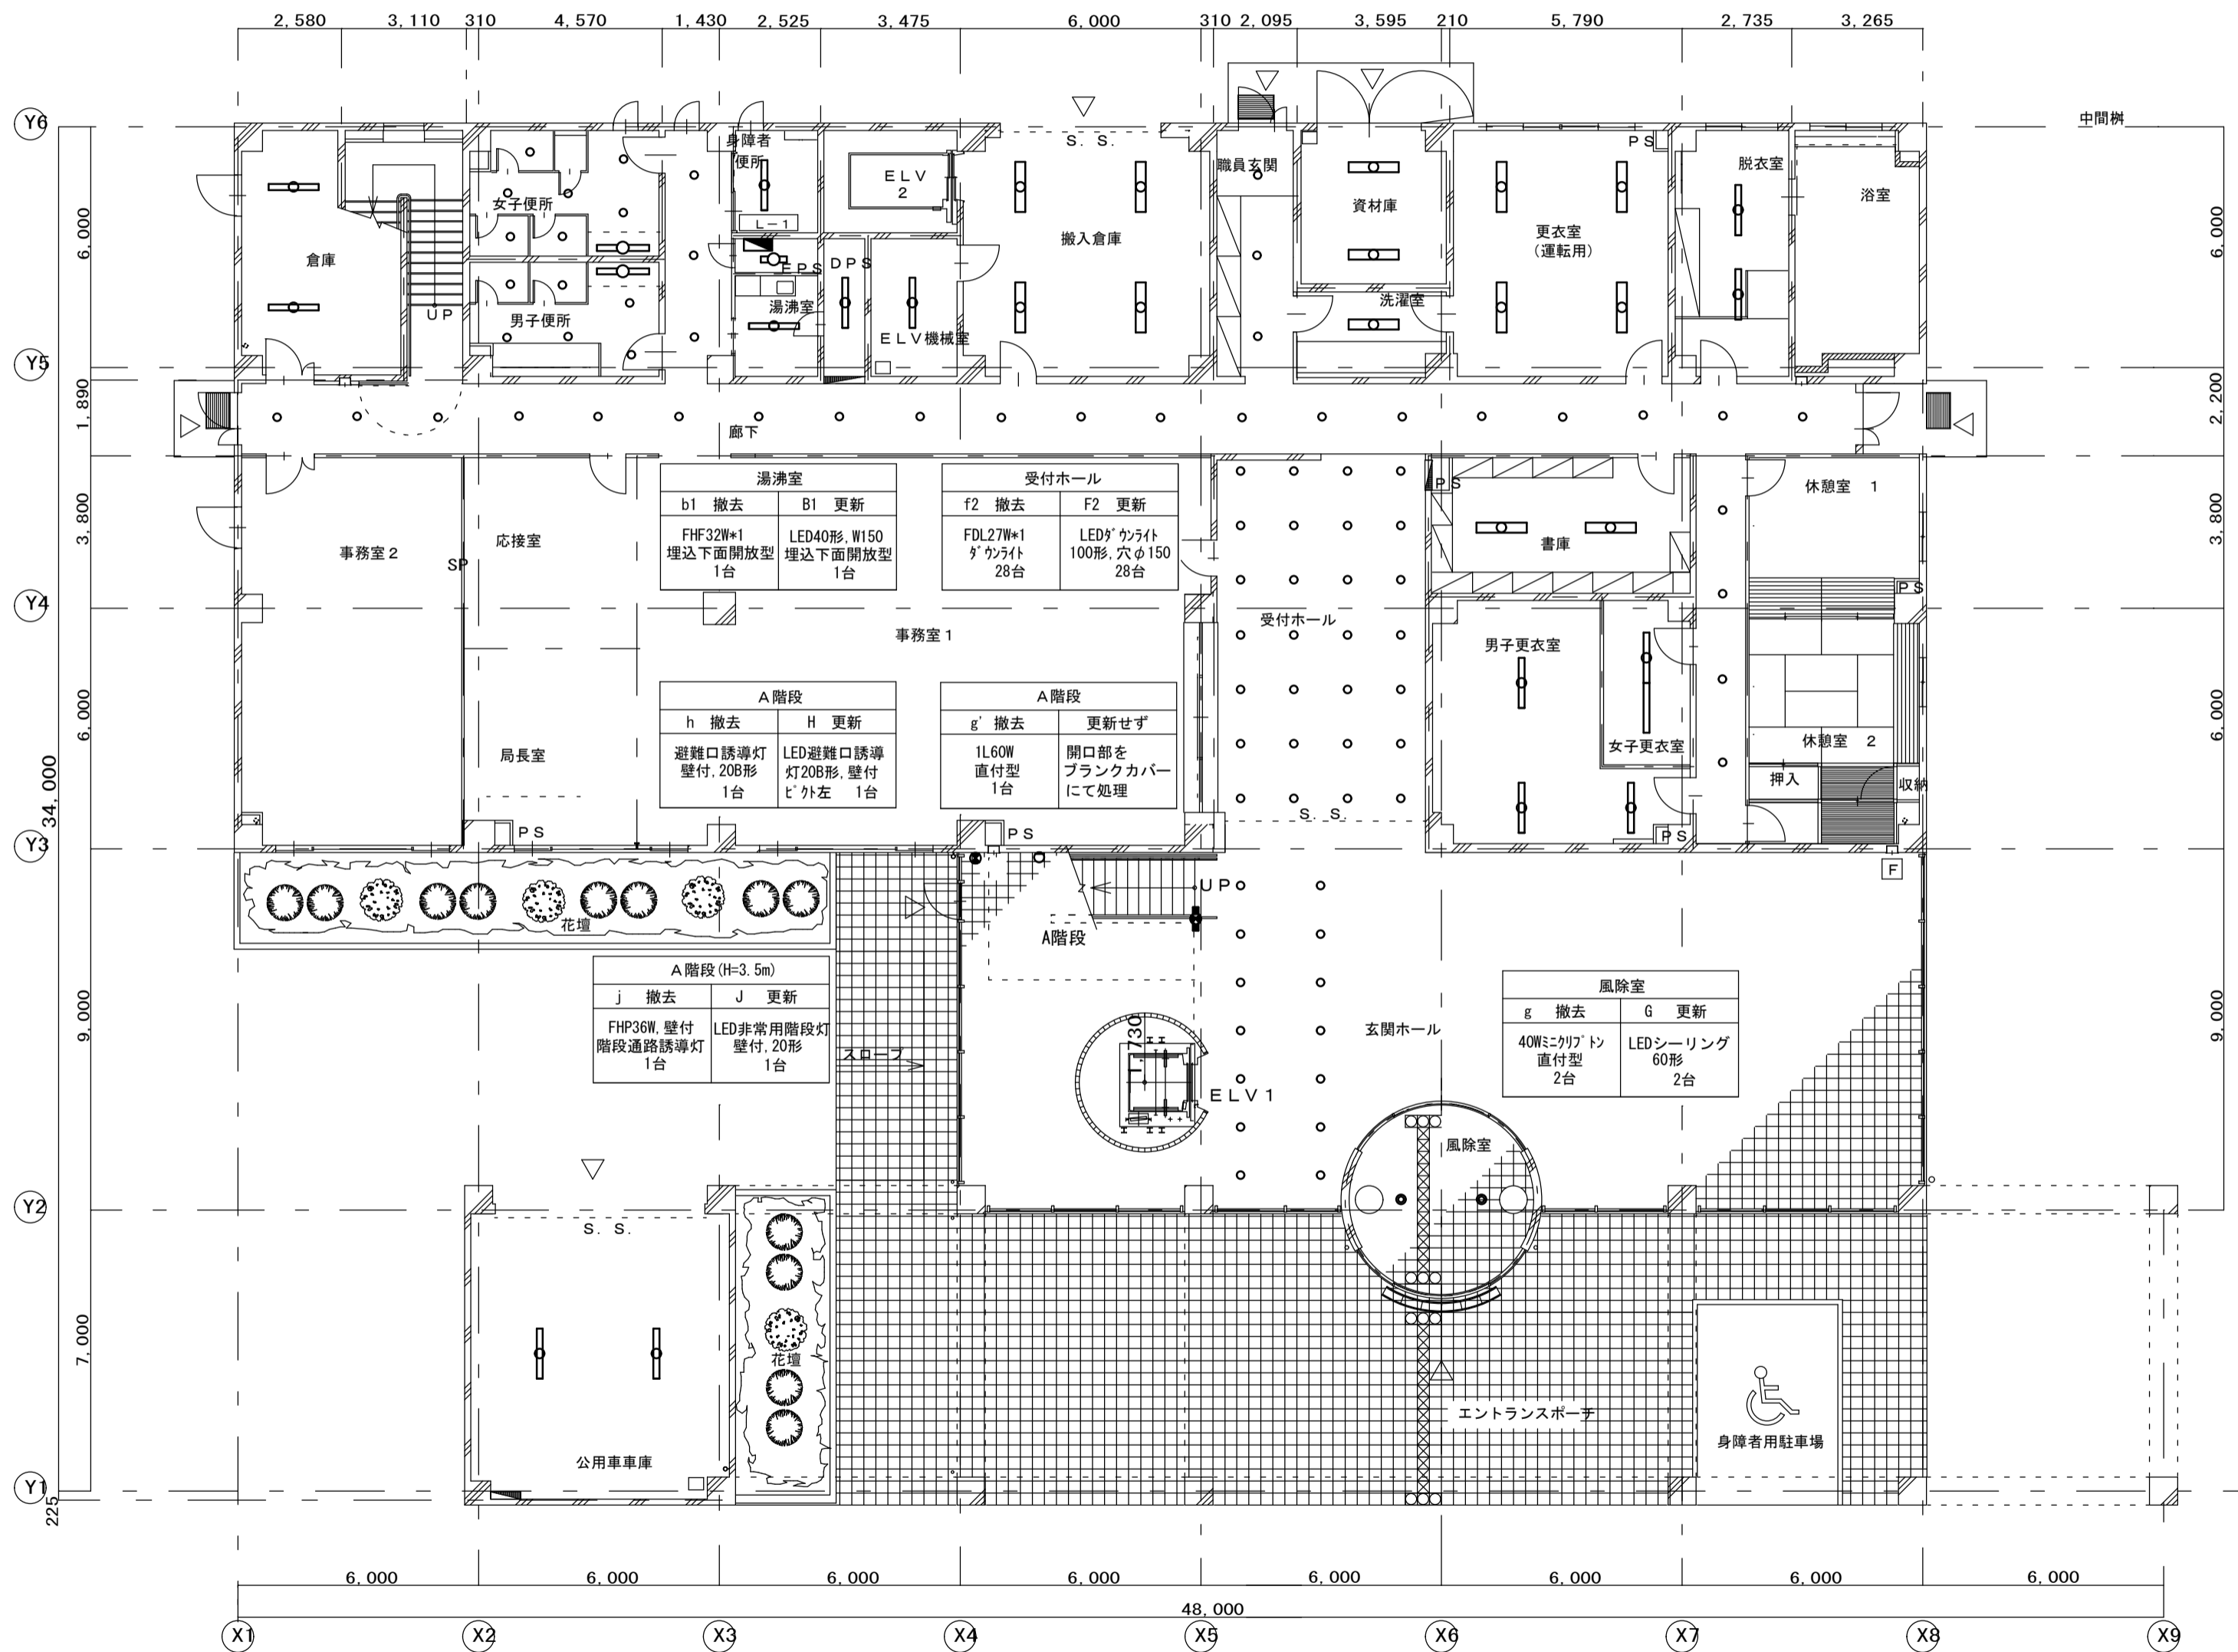 2,580 3,110 310 4,570 1,430 2,525 3,475 6,000 310 2,095 3,595 210 5,790 2,735 3,265
Y6
中間桝
身障者
便所
S. S.
職員玄関
PS
脱衣室
浴室
ELV
2
女子便所
L-1
搬入倉庫
資材庫
更衣室
(運転用)
6,000
6,000
倉庫
EPS
DPS
UP
男子便所
湯沸室
ELV機械室
洗濯室
Y5
1,890
2,200
廊下
湯沸室
b1 撤去
B1 更新
FHF32W*1
埋込下面開放型
1台
LED40形,W150
埋込下面開放型
1台
受付ホール
f2 撤去
F2 更新
FDL27W*1
ﾀﾞｳﾝﾗｲﾄ
28台
LEDﾀﾞｳﾝﾗｲﾄ
100形,穴φ150
28台
PS
休憩室 1
3,800
3,800
事務室2
SP
応接室
書庫
PS
Y4
受付ホール
事務室1
男子更衣室
6,000
6,000
A階段
h 撤去
H 更新
避難口誘導灯
壁付,20B形
1台
LED避難口誘導
灯20B形,壁付
ﾋﾟｸﾄ左 1台
A階段
g' 撤去
更新せず
1L60W
直付型
1台
開口部を
ブランクカバー
にて処理
局長室
女子更衣室
休憩室 2
押入
収納
34,000
S. S.
PS
PS
PS
Y3
F
UP
花壇
A階段
A階段(H=3.5m)
j 撤去
J 更新
FHP36W,壁付
階段通路誘導灯
1台
LED非常用階段灯
壁付,20形
1台
風除室
g 撤去
G 更新
40Wﾐﾆｸﾘﾌﾟﾄﾝ
直付型
2台
LEDシーリング
60形
2台
9,000
9,000
1,730
玄関ホール
スロープ
ELV1
風除室
Y2
S. S.
7,000
花壇
エントランスポーチ
公用車車庫
身障者用駐車場
Y1
225
6,000 6,000 6,000 6,000 6,000 6,000 6,000 6,000
48,000
X1 X2 X3 X4 X5 X6 X7 X8 X9